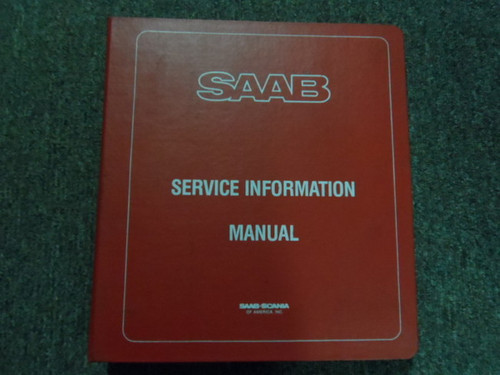 SAAB
SERVICE INFORMATION
MANUAL
SAAB-SCANIA
OF AMERICA, INC.